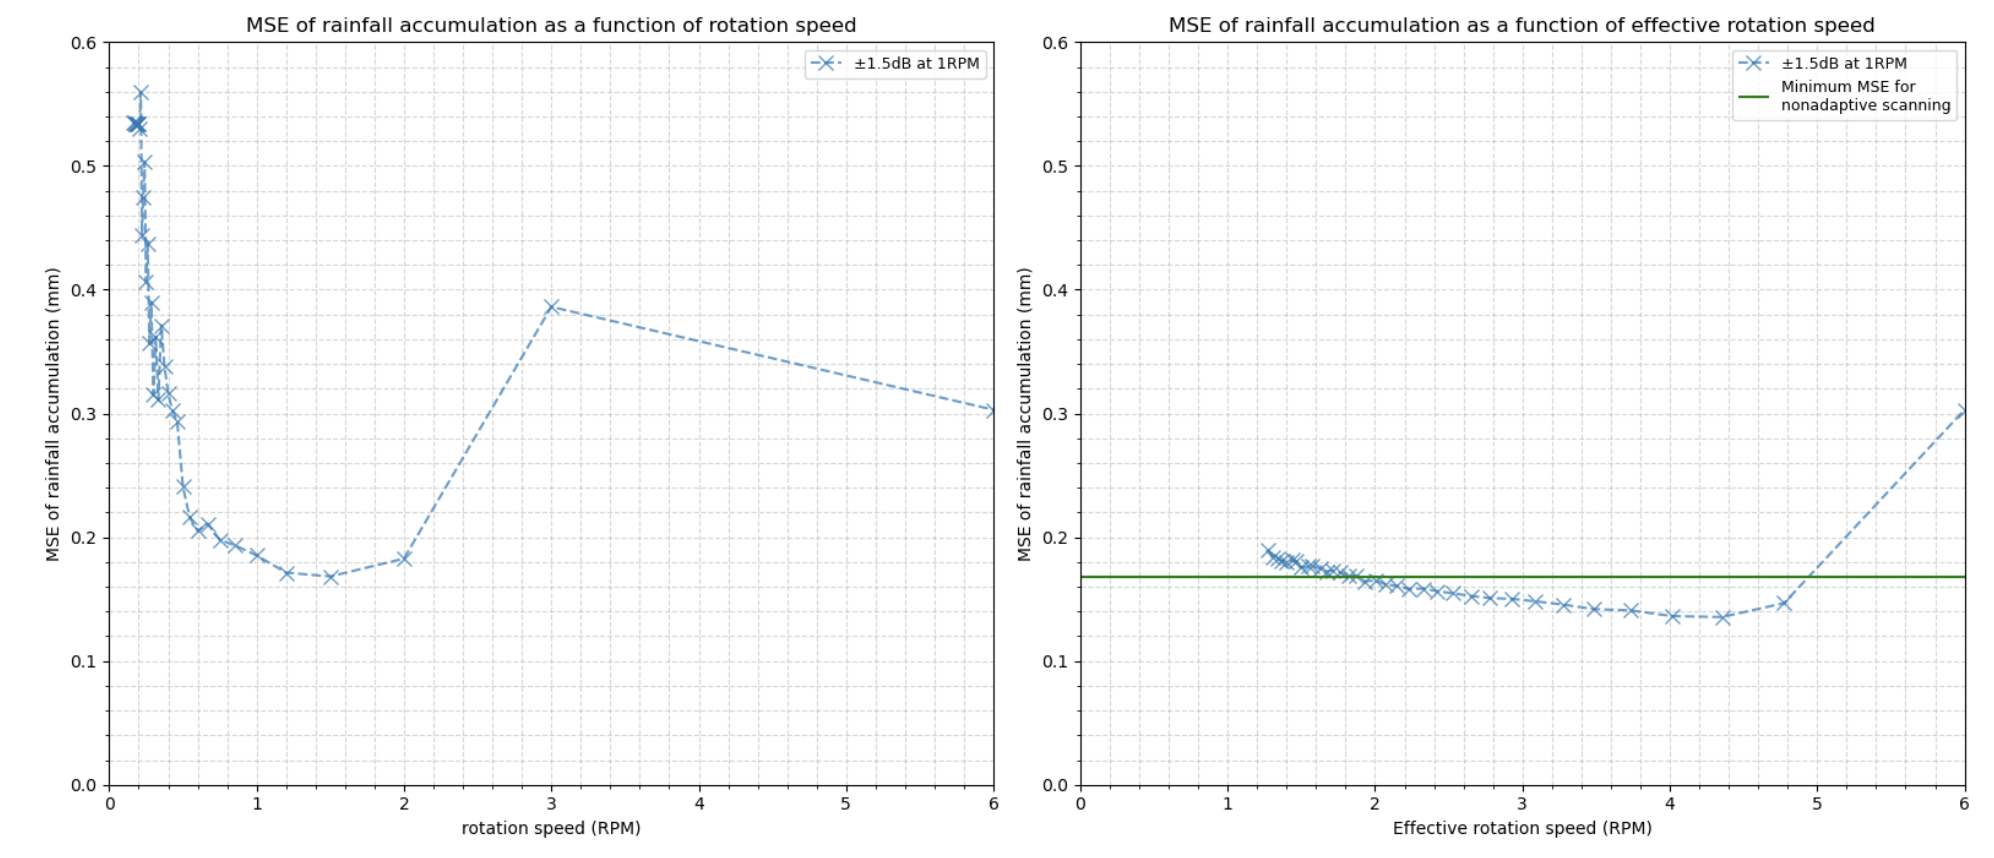 MSE of rainfall accumulation as a function of rotation speed
0.6
0.5
0.4
0.3
0.2
0.1
0.0
MSE of rainfall accumulation (mm)
±1.5dB at 1RPM
0 1 2 3 4 5 6
rotation speed (RPM)
MSE of rainfall accumulation as a function of effective rotation speed
0.6
0.5
0.4
0.3
0.2
0.1
0.0
MSE of rainfall accumulation (mm)
±1.5dB at 1RPM
Minimum MSE for
nonadaptive scanning
0 1 2 3 4 5 6
Effective rotation speed (RPM)